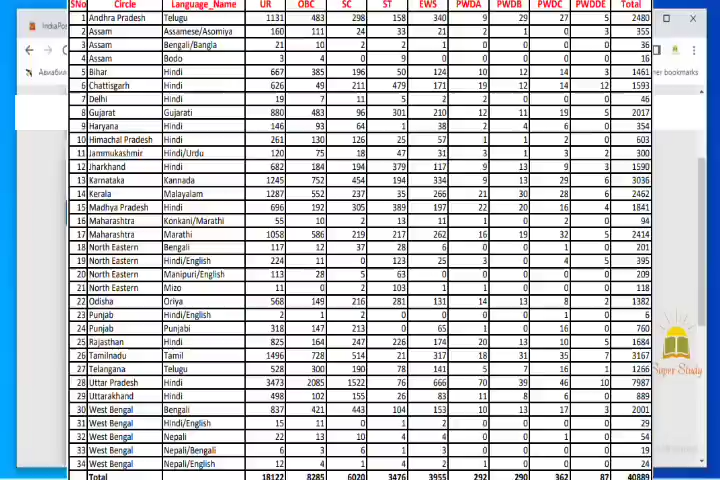 SNo Circle Language_Name UR OBC SC ST EWS PWDA PWDB PWDC PWDDE Total
1 Andhra Pradesh Telugu 1131 483 298 158 340 9 29 27 5 2480
2 Assam Assamese/Asomiya 160 111 24 33 21 2 1 0 3 355
3 Assam Bengali/Bangla 21 10 2 2 1 0 0 0 0 36
4 Assam Bodo 3 4 0 9 0 0 0 0 0 16
5 Bihar Hindi 667 385 196 50 124 10 12 14 3 1461
6 Chattisgarh Hindi 626 49 211 479 171 19 12 14 12 1593
7 Delhi Hindi 19 7 11 5 2 2 0 0 0 46
8 Gujarat Gujarati 880 483 96 301 210 12 11 19 5 2017
9 Haryana Hindi 146 93 64 1 38 2 4 6 0 354
10 Himachal Pradesh Hindi 261 130 126 25 57 1 1 2 0 603
11 Jammukashmir Hindi/Urdu 120 75 18 47 31 3 1 3 2 300
12 Jharkhand Hindi 682 184 194 379 117 9 13 9 3 1590
13 Karnataka Kannada 1245 752 454 194 334 9 13 29 6 3036
14 Kerala Malayalam 1287 552 237 35 266 21 30 28 6 2462
15 Madhya Pradesh Hindi 696 192 305 389 197 22 20 16 4 1841
16 Maharashtra Konkani/Marathi 55 10 2 13 11 1 0 2 0 94
17 Maharashtra Marathi 1058 586 219 217 262 16 19 32 5 2414
18 North Eastern Bengali 117 12 37 28 6 0 0 1 0 201
19 North Eastern Hindi/English 224 11 0 123 25 3 0 4 5 395
20 North Eastern Manipuri/English 113 28 5 63 0 0 0 0 0 209
21 North Eastern Mizo 11 0 2 103 1 1 0 0 0 118
22 Odisha Oriya 568 149 216 281 131 14 13 8 2 1382
23 Punjab Hindi/English 2 1 2 0 0 0 0 1 0 6
24 Punjab Punjabi 318 147 213 0 65 1 0 16 0 760
25 Rajasthan Hindi 825 164 247 226 174 20 13 10 5 1684
26 Tamilnadu Tamil 1496 728 514 21 317 18 31 35 7 3167
27 Telangana Telugu 528 300 190 78 141 5 7 16 1 1266
28 Uttar Pradesh Hindi 3473 2085 1522 76 666 70 39 46 10 7987
29 Uttarakhand Hindi 498 102 155 26 83 11 8 6 0 889
30 West Bengal Bengali 837 421 443 104 153 10 13 17 3 2001
31 West Bengal Hindi/English 15 11 0 1 2 0 0 0 0 29
32 West Bengal Nepali 22 13 10 4 4 0 0 1 0 54
33 West Bengal Nepali/Bengali 6 3 6 1 3 0 0 0 0 19
34 West Bengal Nepali/English 12 4 1 4 2 1 0 0 0 24
Total 18122 8285 6020 3476 3955 292 290 362 87 40889
IndiaPos
Авиабил
her bookmarks
Super Study